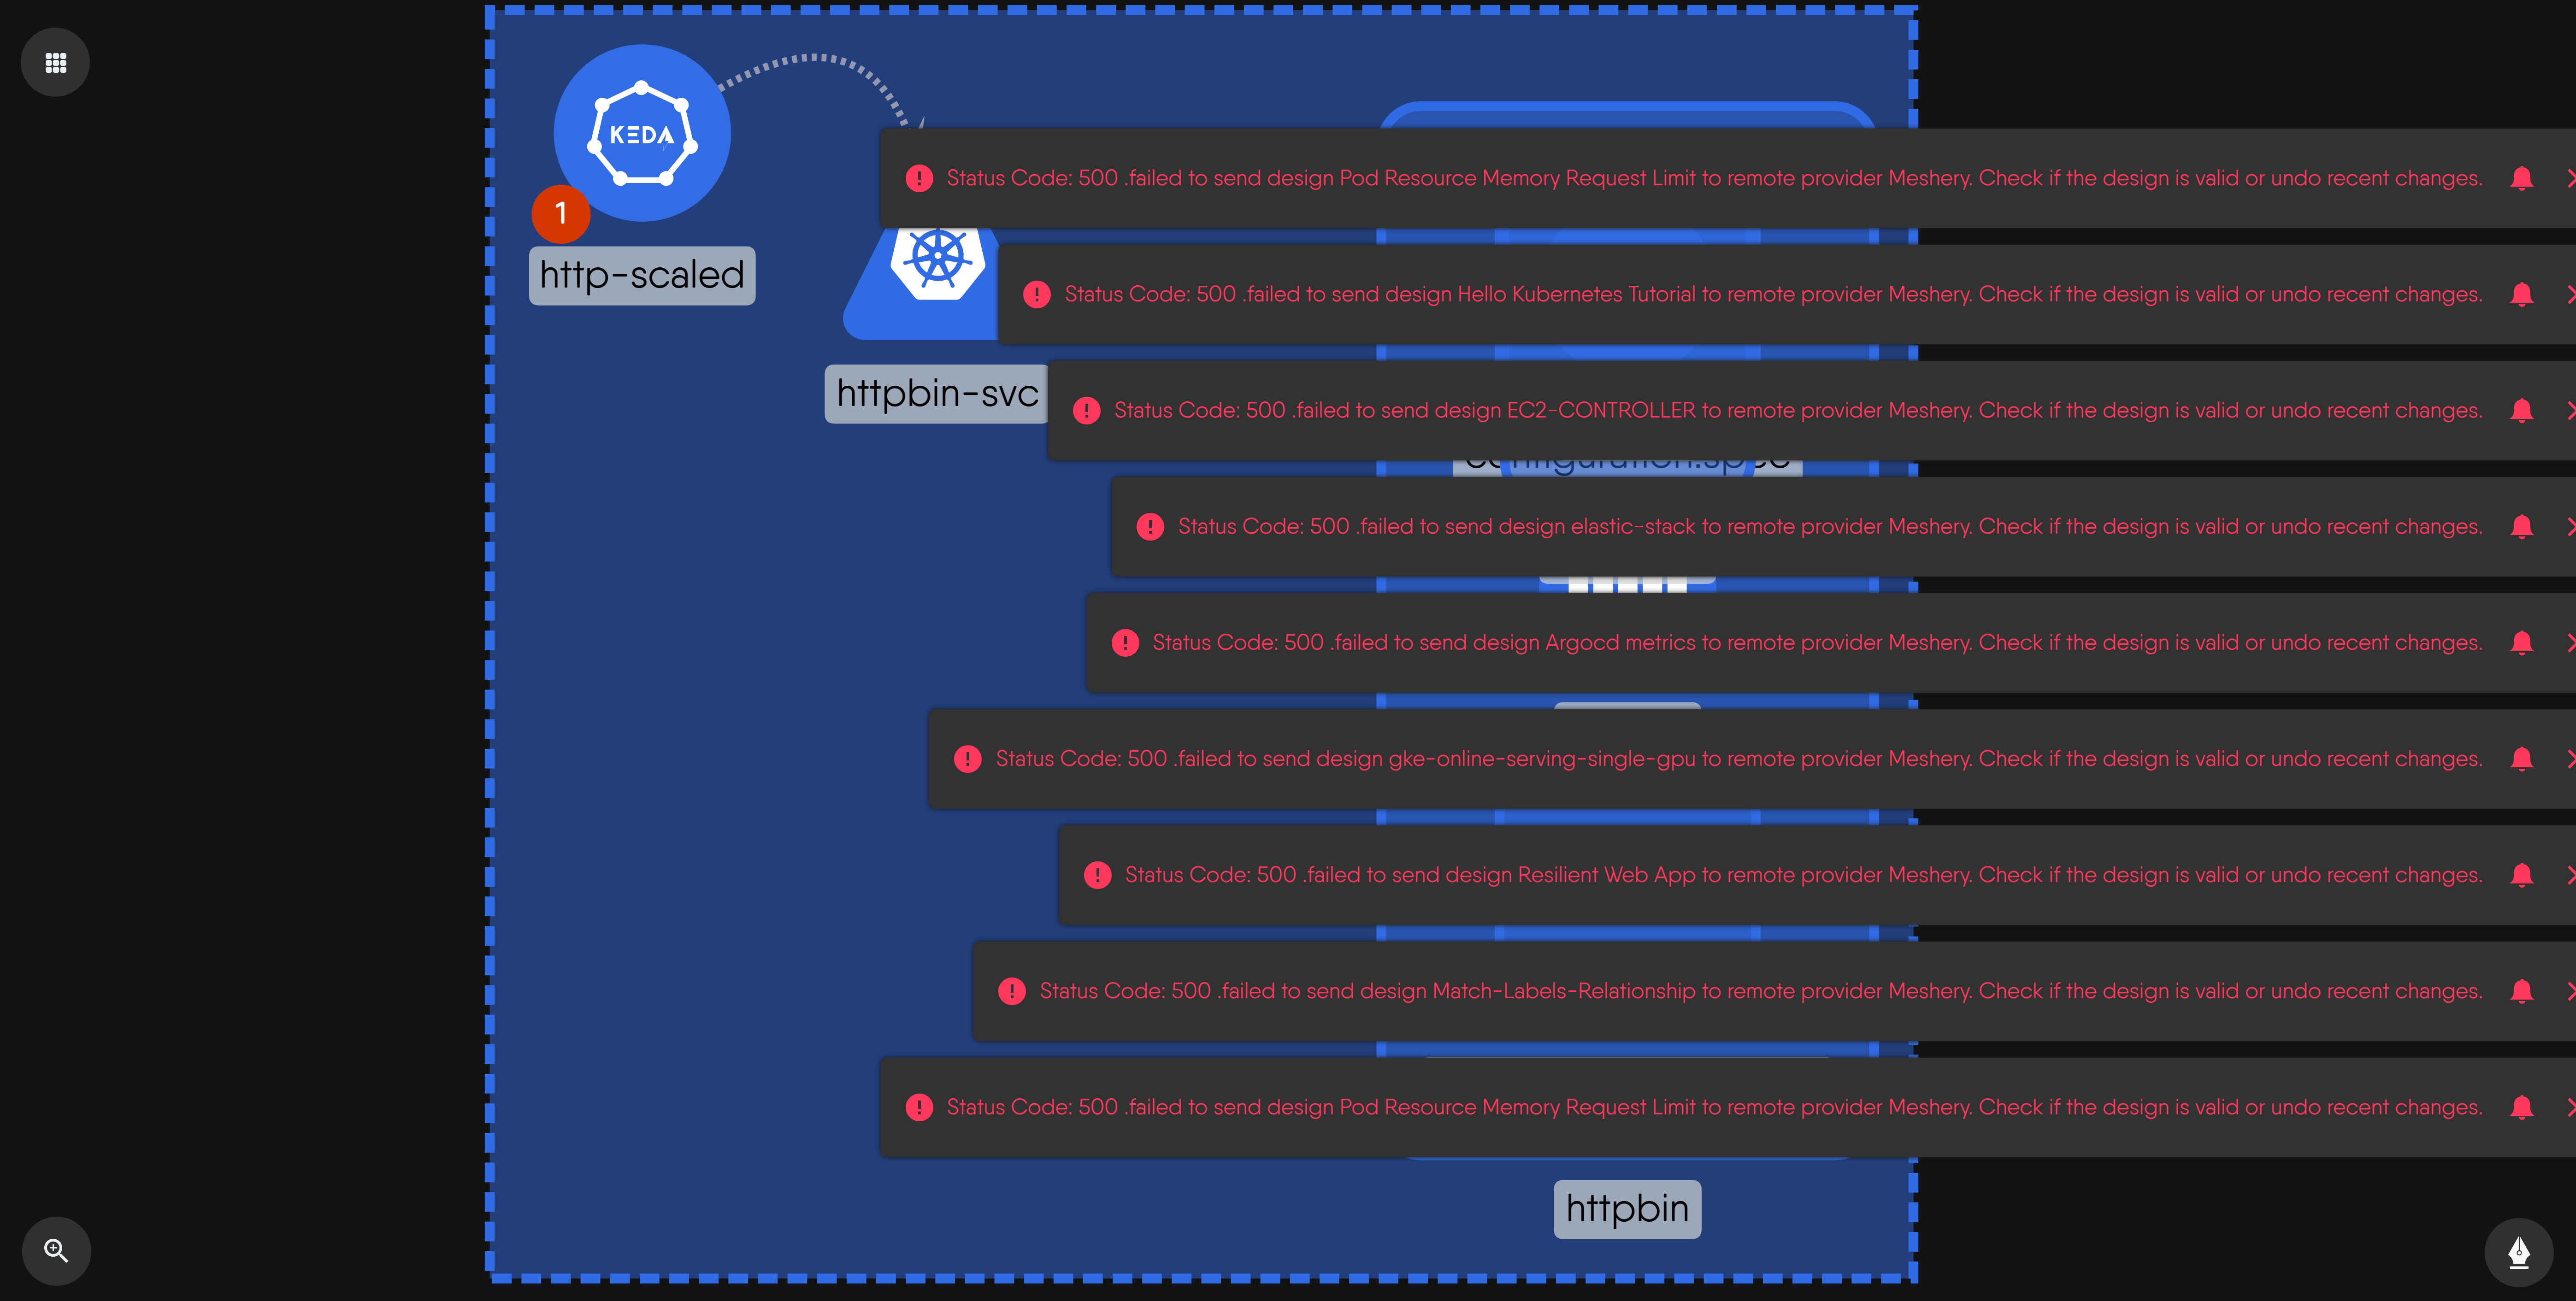 KEDA
1
http-scaled
Status Code: 500 .failed to send design Pod Resource Memory Request Limit to remote provider Meshery. Check if the design is valid or undo recent changes.
Status Code: 500 .failed to send design Hello Kubernetes Tutorial to remote provider Meshery. Check if the design is valid or undo recent changes.
httpbin-svc
Status Code: 500 .failed to send design EC2-CONTROLLER to remote provider Meshery. Check if the design is valid or undo recent changes.
configuration.spec
Status Code: 500 .failed to send design elastic-stack to remote provider Meshery. Check if the design is valid or undo recent changes.
Status Code: 500 .failed to send design Argocd metrics to remote provider Meshery. Check if the design is valid or undo recent changes.
Status Code: 500 .failed to send design gke-online-serving-single-gpu to remote provider Meshery. Check if the design is valid or undo recent changes.
Status Code: 500 .failed to send design Resilient Web App to remote provider Meshery. Check if the design is valid or undo recent changes.
Status Code: 500 .failed to send design Match-Labels-Relationship to remote provider Meshery. Check if the design is valid or undo recent changes.
Status Code: 500 .failed to send design Pod Resource Memory Request Limit to remote provider Meshery. Check if the design is valid or undo recent changes.
httpbin